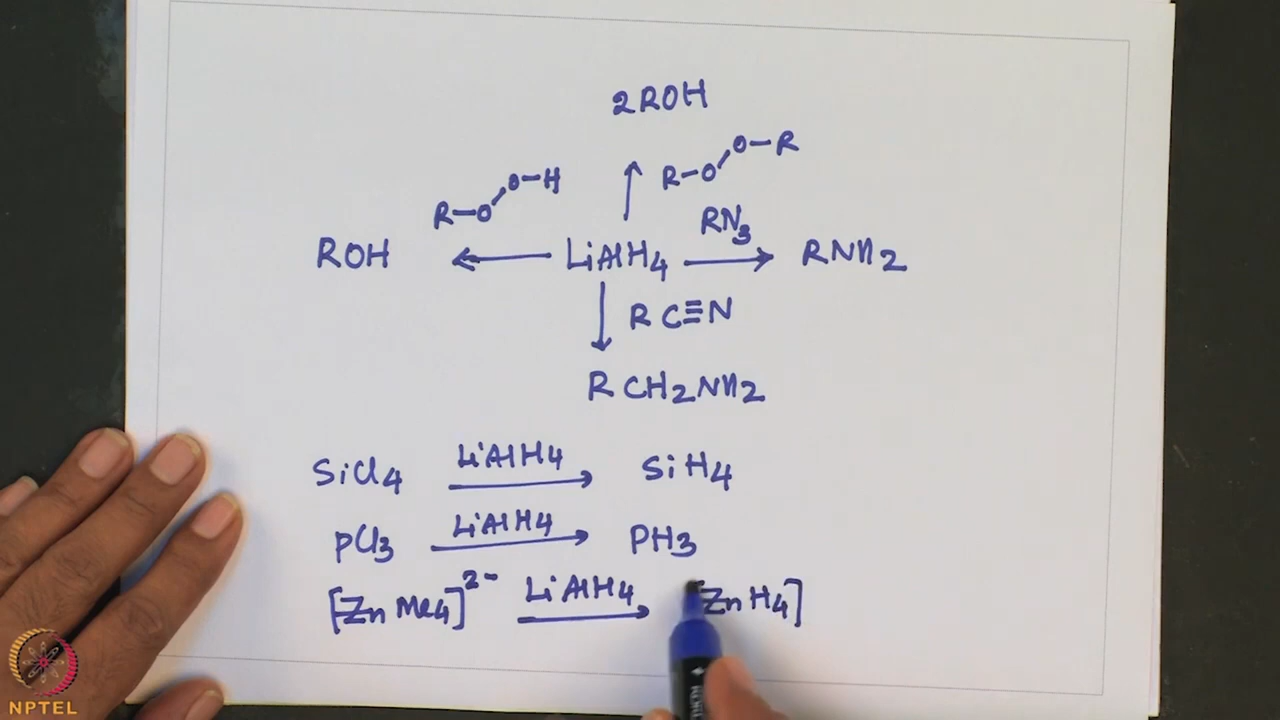 2ROH
R-O-O-R
R-O-O-H
RN₃
ROH ← LiAlH₄ → RNH₂
RC≡N
RCH₂NH₂
SiCl₄ LiAlH₄ → SiH₄
PCl₃ LiAlH₄ → PH₃
[ZnMe₄]²⁻ LiAlH₄ → [ZnH₄]
NPTEL